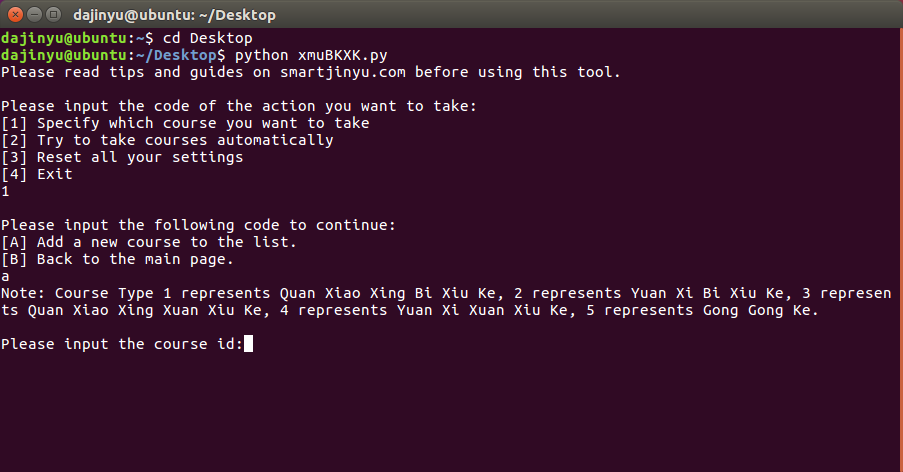 dajinyu@ubuntu: ~/Desktop
dajinyu@ubuntu:~$ cd Desktop
dajinyu@ubuntu:~/Desktop$ python xmuBKXK.py
Please read tips and guides on smartjinyu.com before using this tool.
Please input the code of the action you want to take:
[1] Specify which course you want to take
[2] Try to take courses automatically
[3] Reset all your settings
[4] Exit
1
Please input the following code to continue:
[A] Add a new course to the list.
[B] Back to the main page.
a
Note: Course Type 1 represents Quan Xiao Xing Bi Xiu Ke, 2 represents Yuan Xi Bi Xiu Ke, 3 represen
ts Quan Xiao Xing Xuan Xiu Ke, 4 represents Yuan Xi Xuan Xiu Ke, 5 represents Gong Gong Ke.
Please input the course id: